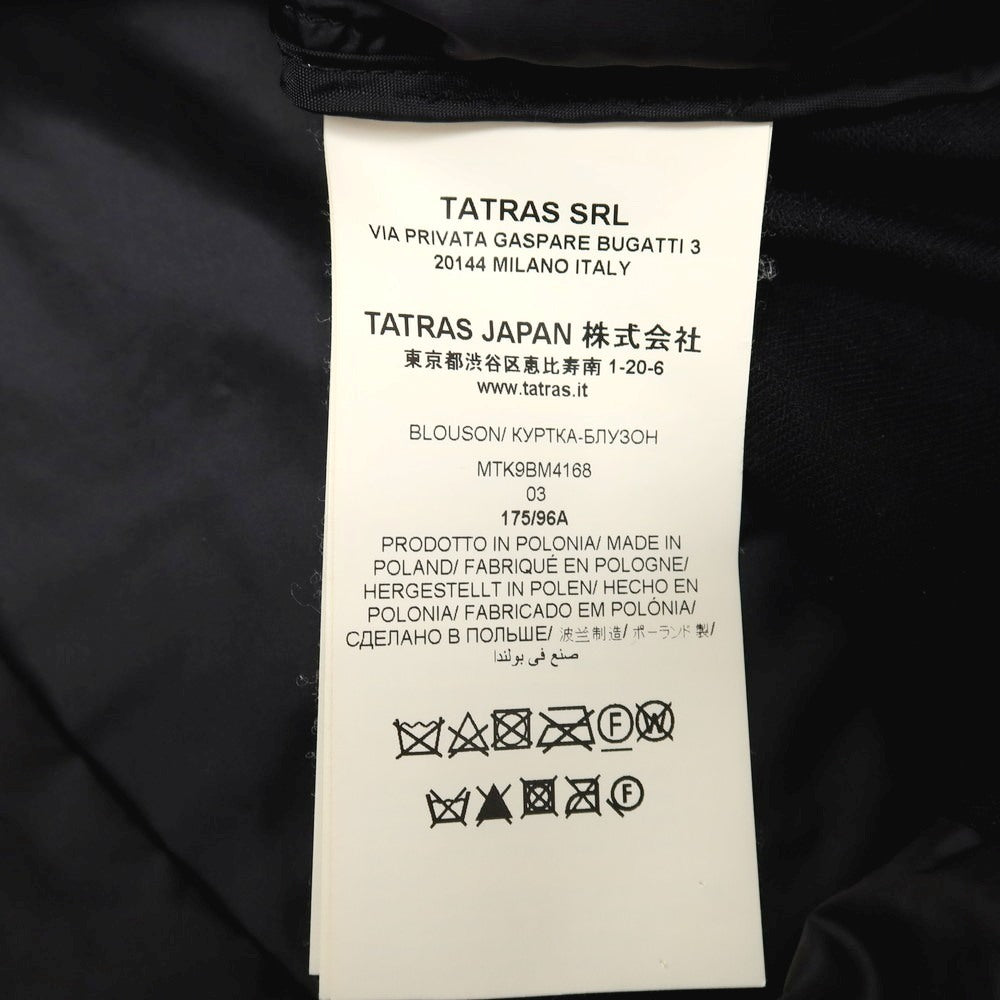 TATRAS SRL
VIA PRIVATA GASPARE BUGATTI 3
20144 MILANO ITALY
TATRAS JAPAN 株式会社
東京都渋谷区恵比寿南 1-20-6
www.tatras.it
BLOUSON/ КУРТКА-БЛУЗОН
MTK9BM4168
03
175/96A
PRODOTTO IN POLONIA/ MADE IN
POLAND/ FABRIQUÉ EN POLOGNE/
HERGESTELLT IN POLEN/ HECHO EN
POLONIA/ FABRICADO EM POLÓNIA/
СДЕЛАНО В ПОЛЬШЕ/ 波兰制造/ ポーランド製/
صنع في بولندا
F W
F